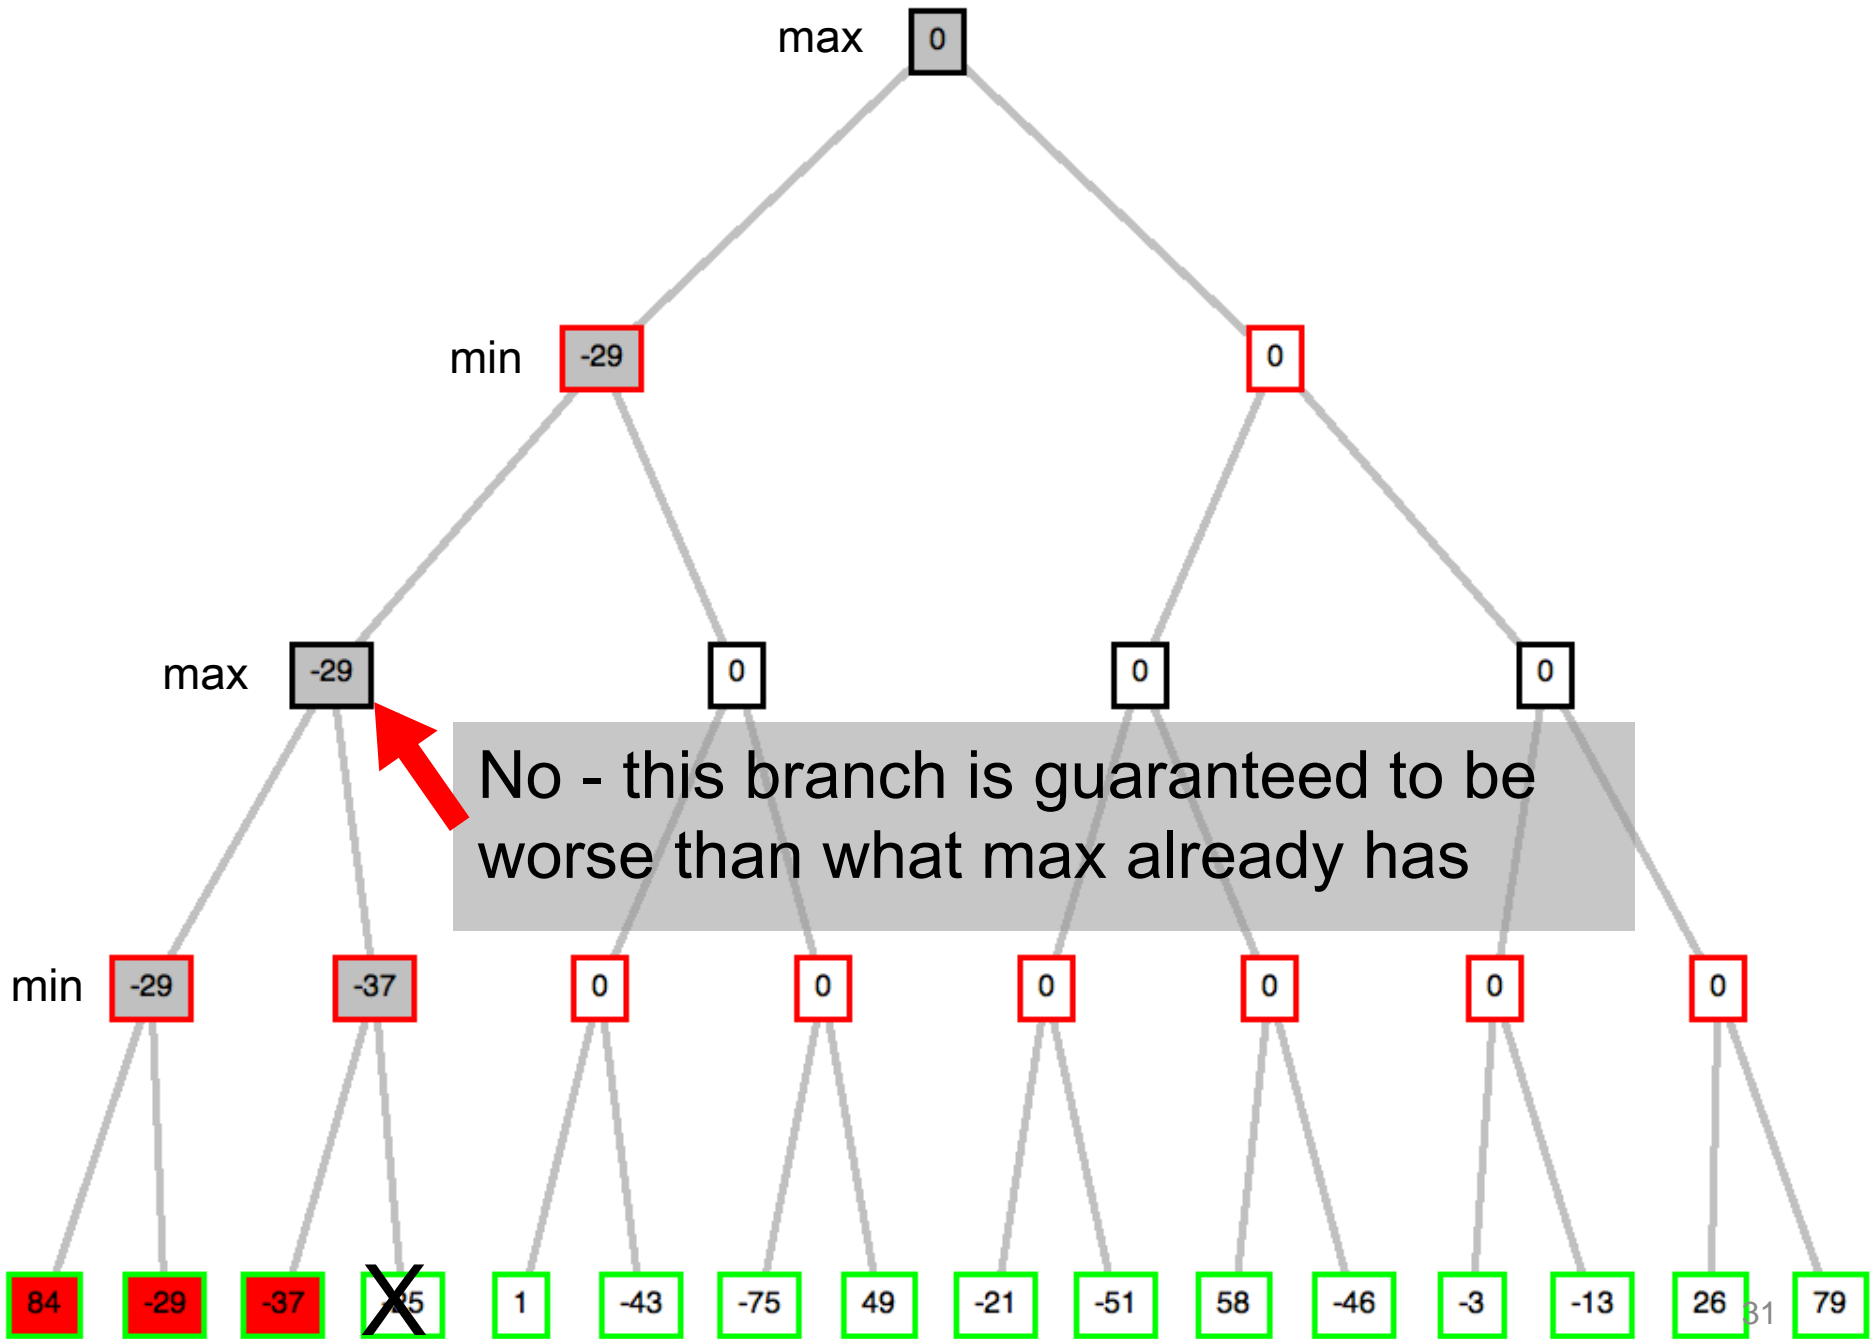 max 0
min -29 0
max -29 0 0 0
No - this branch is guaranteed to be
worse than what max already has
min -29 -37 0 0 0 0 0 0
84 -29 -37 X 1 -43 -75 49 -21 -51 58 -46 -3 -13 26 79
31